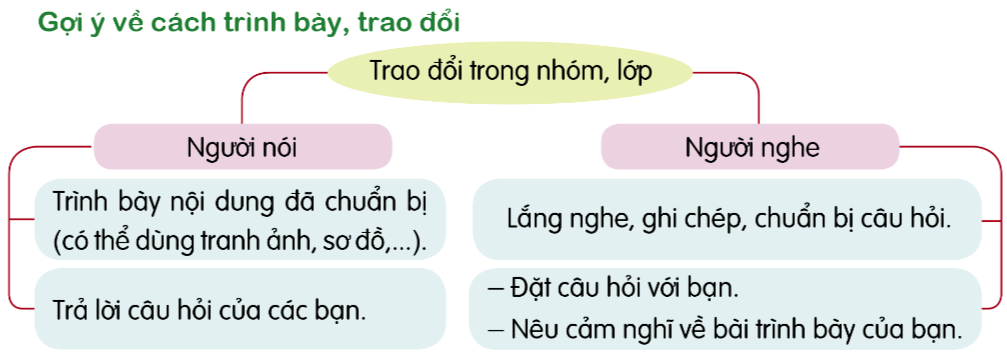 Gợi ý về cách trình bày, trao đổi
Trao đổi trong nhóm, lớp
Người nói
Trình bày nội dung đã chuẩn bị
(có thể dùng tranh ảnh, sơ đồ,...).
Trả lời câu hỏi của các bạn.
Người nghe
Lắng nghe, ghi chép, chuẩn bị câu hỏi.
– Đặt câu hỏi với bạn.
– Nêu cảm nghĩ về bài trình bày của bạn.